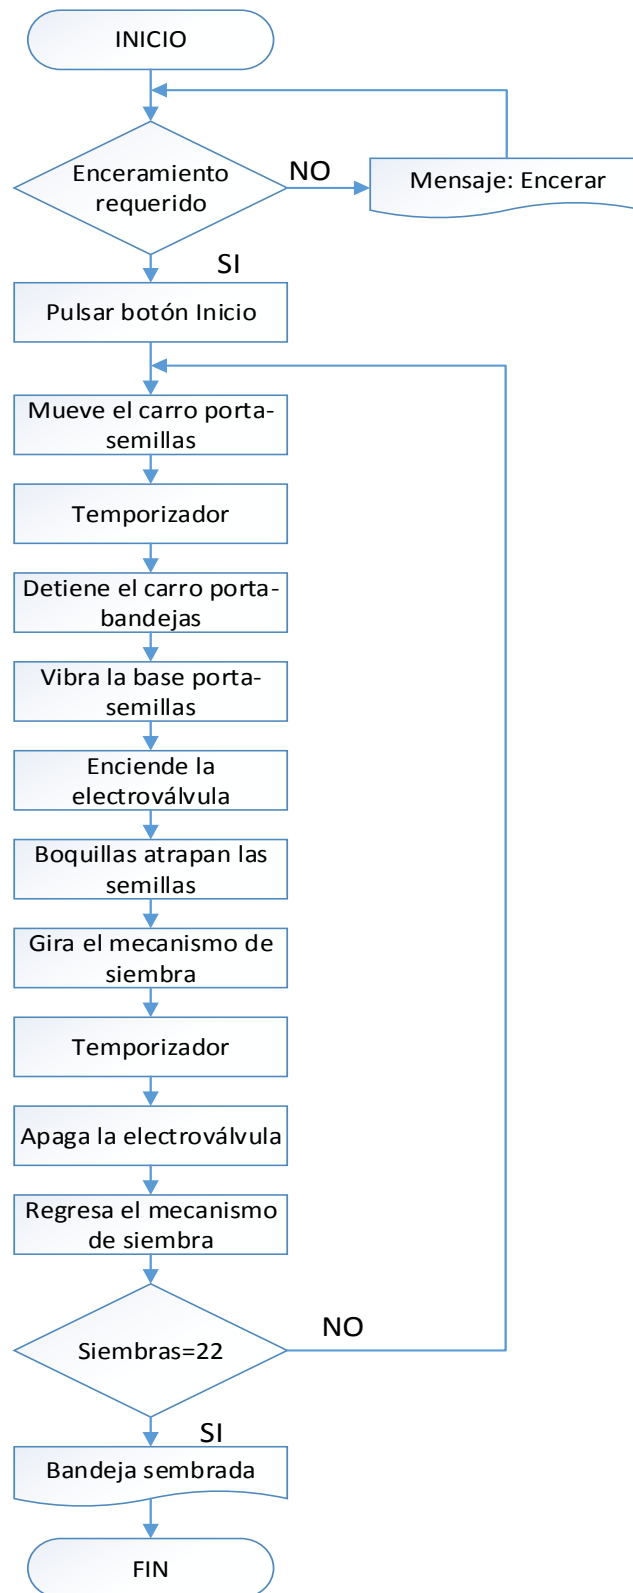 INICIO
Enceramiento
requerido
NO
Mensaje: Encerar
SI
Pulsar botón Inicio
Mueve el carro porta-
semillas
Temporizador
Detiene el carro porta-
bandejas
Vibra la base porta-
semillas
Enciende la
electroválvula
Boquillas atrapan las
semillas
Gira el mecanismo de
siembra
Temporizador
Apaga la electroválvula
Regresa el mecanismo
de siembra
Siembras=22
NO
SI
Bandeja sembrada
FIN